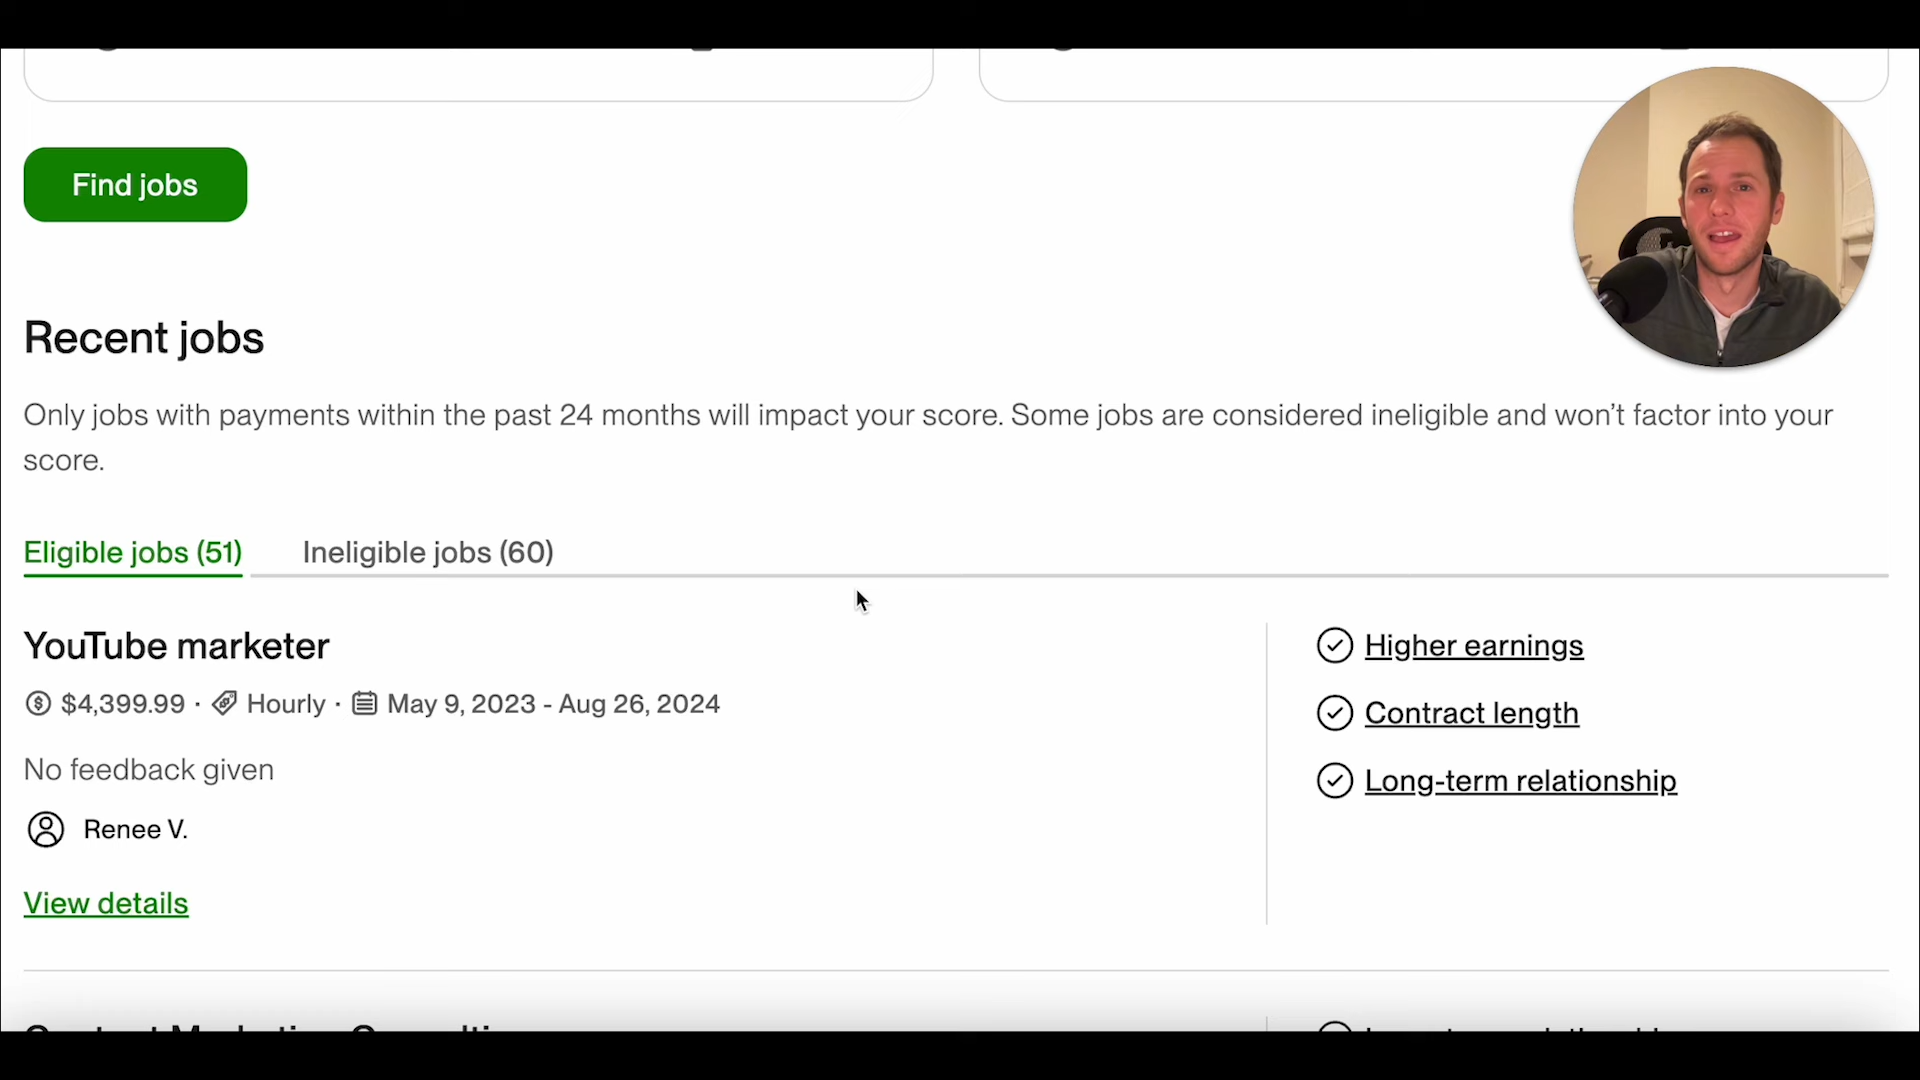 Find jobs
Recent jobs
Only jobs with payments within the past 24 months will impact your score. Some jobs are considered ineligible and won’t factor into your
score.
Eligible jobs (51) Ineligible jobs (60)
YouTube marketer
$4,399.99 · Hourly · May 9, 2023 - Aug 26, 2024
No feedback given
Renee V.
View details
Higher earnings
Contract length
Long-term relationship